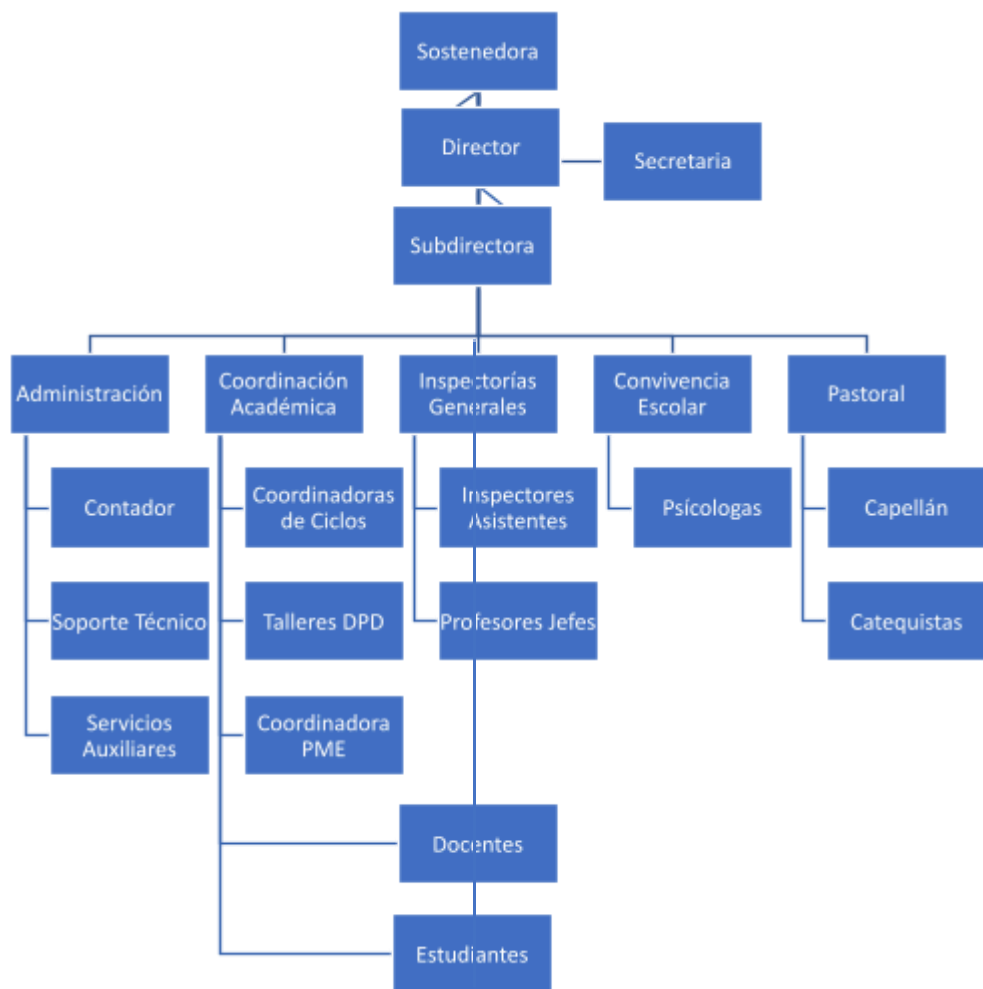 Sostenedora
Director
Secretaria
Subdirectora
Administración
Coordinación
Académica
Inspectorías
Generales
Convivencia
Escolar
Pastoral
Contador
Coordinadoras
de Ciclos
Inspectores
Asistentes
Psícologas
Capellán
Soporte Técnico
Talleres DPD
Profesores Jefes
Catequistas
Servicios
Auxiliares
Coordinadora
PME
Docentes
Estudiantes